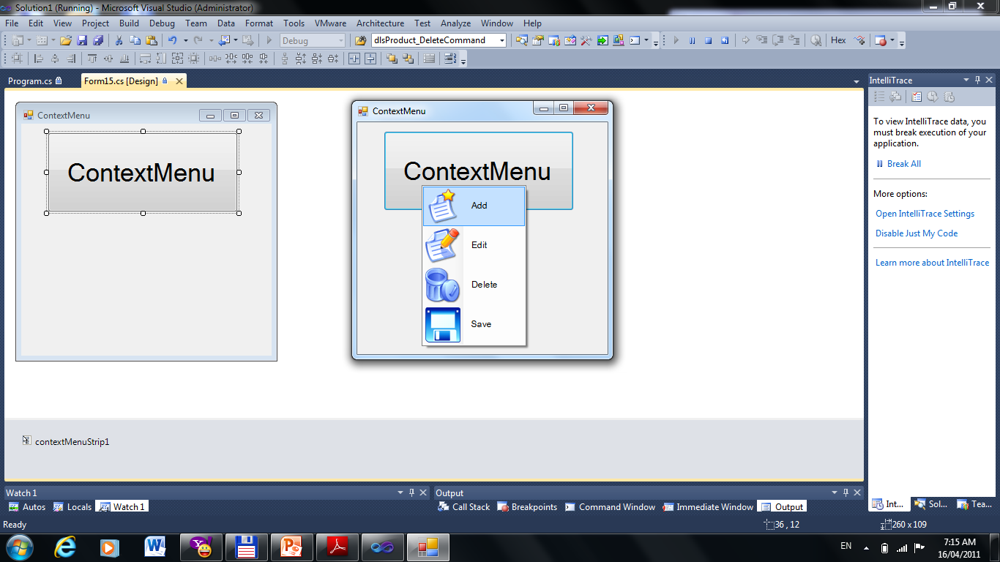 Solution1 (Running) - Microsoft Visual Studio (Administrator)
File Edit View Project Build Debug Team Data Format Tools VMware Architecture Test Analyze Window Help
Debug dlsProduct_DeleteCommand Hex
Program.cs Form15.cs [Design]
ContextMenu
ContextMenu
ContextMenu
ContextMenu
Add
Edit
Delete
Save
contextMenuStrip1
IntelliTrace
To view IntelliTrace data, you
must break execution of your
application.
Break All
More options:
Open IntelliTrace Settings
Disable Just My Code
Learn more about IntelliTrace
Watch 1
Autos Locals Watch 1
Output
Call Stack Breakpoints Command Window Immediate Window Output
Int... Sol... Tea...
Ready 36 , 12 260 x 109
EN
7:15 AM
16/04/2011